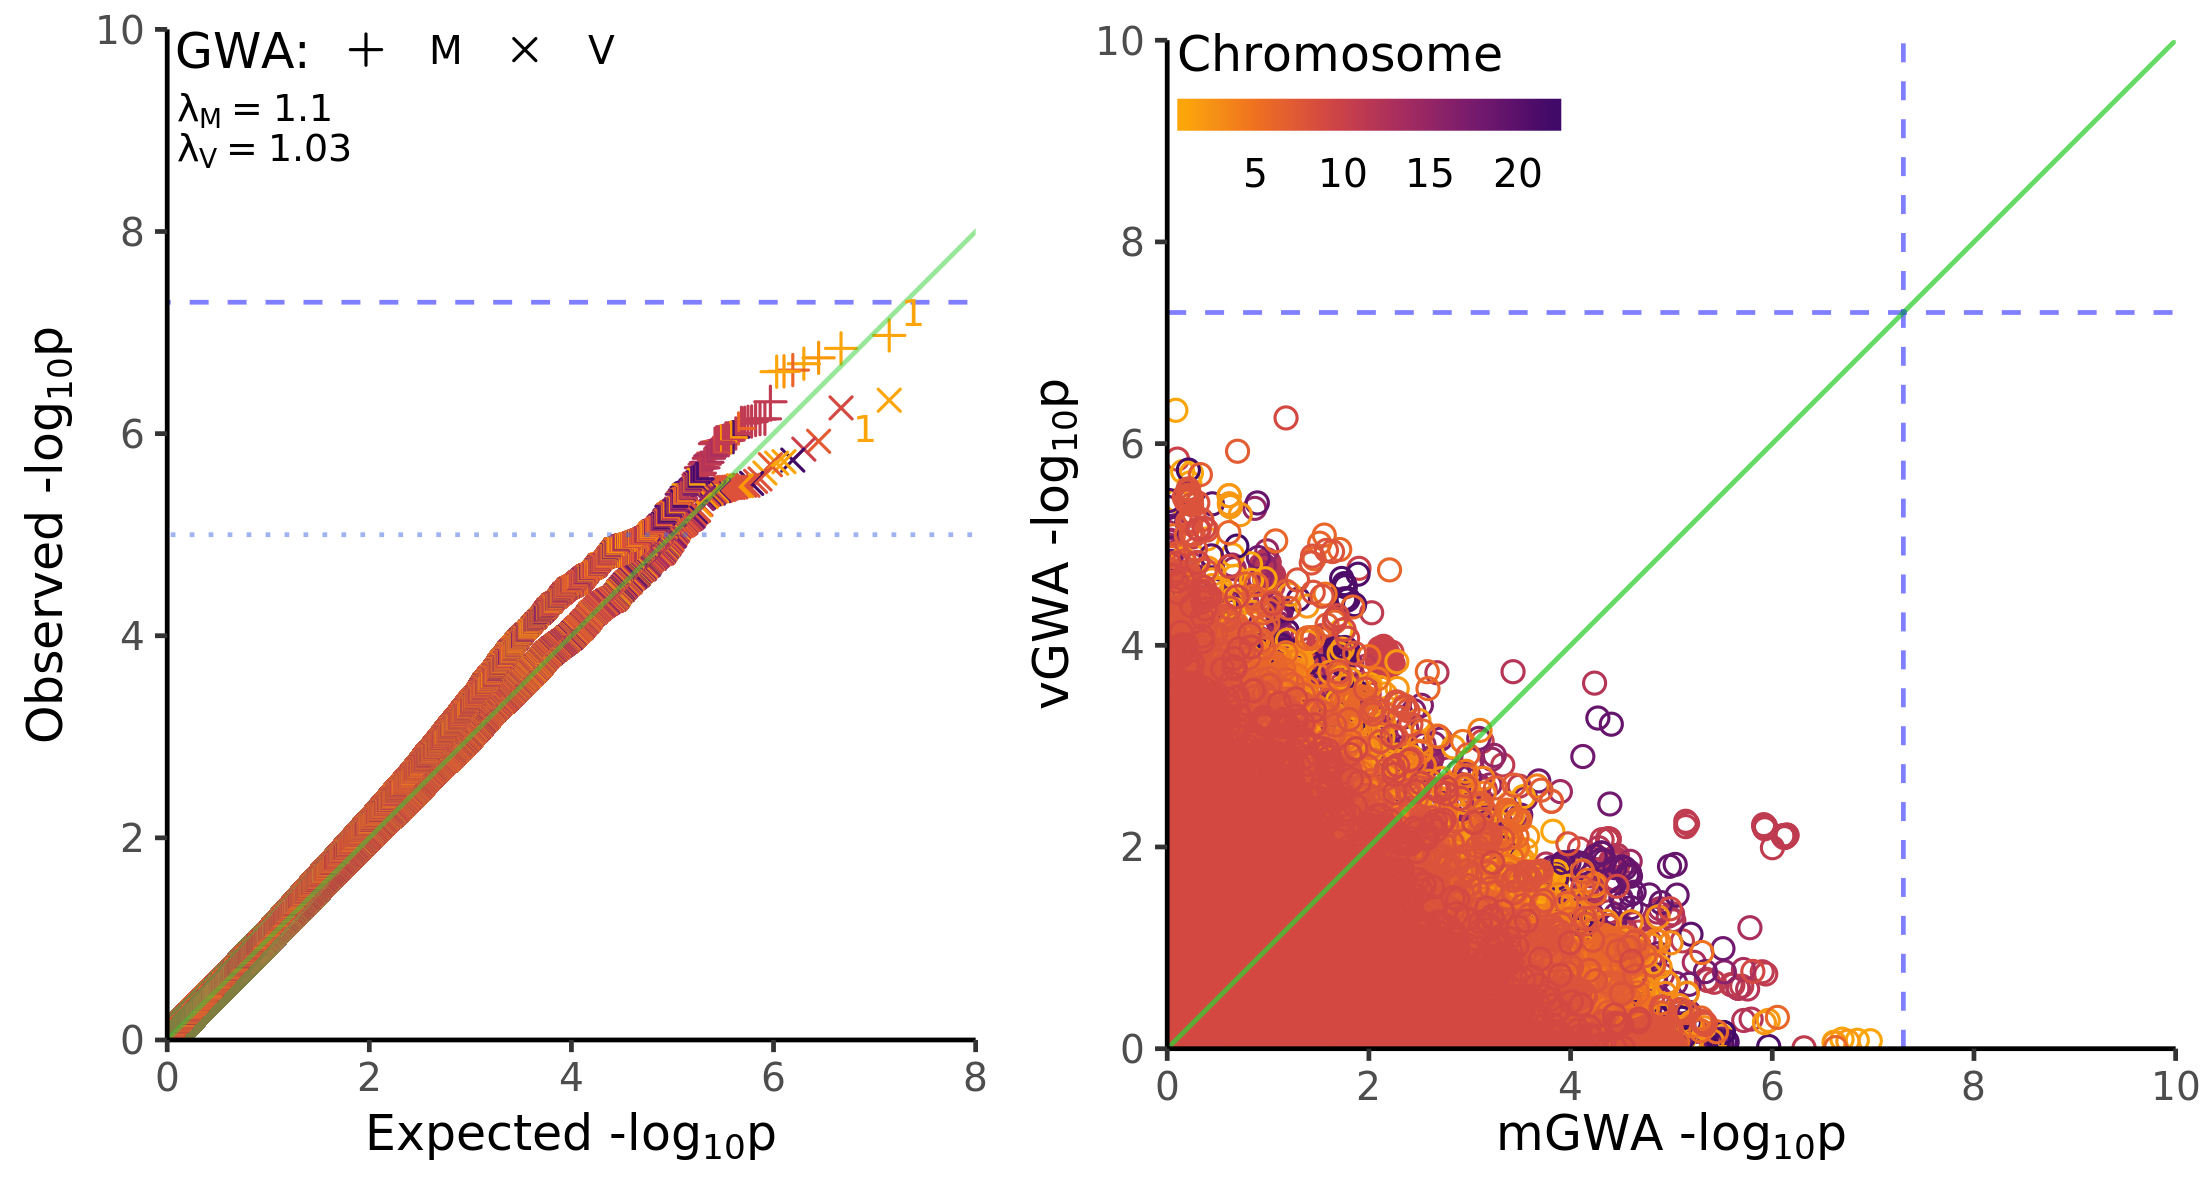 GWA: + M × V
λM = 1.1
λV = 1.03
10
8
6
4
2
0
0 2 4 6 8
Observed -log10p
Expected -log10p
1
1
Chromosome
5 10 15 20
10
8
6
4
2
0
0 2 4 6 8 10
vGWA -log10p
mGWA -log10p